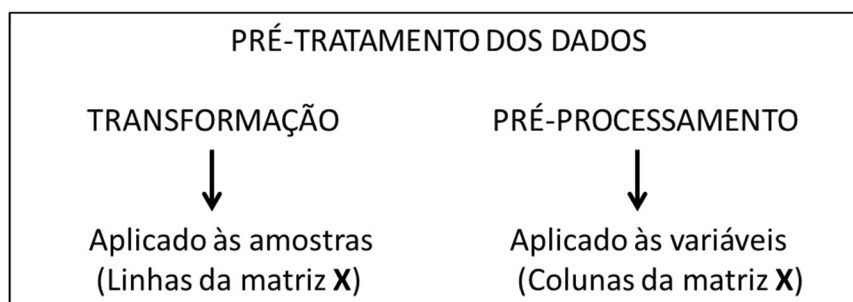 PRÉ-TRATAMENTO DOS DADOS
TRANSFORMAÇÃO
PRÉ-PROCESSAMENTO
Aplicado às amostras
(Linhas da matriz X)
Aplicado às variáveis
(Colunas da matriz X)